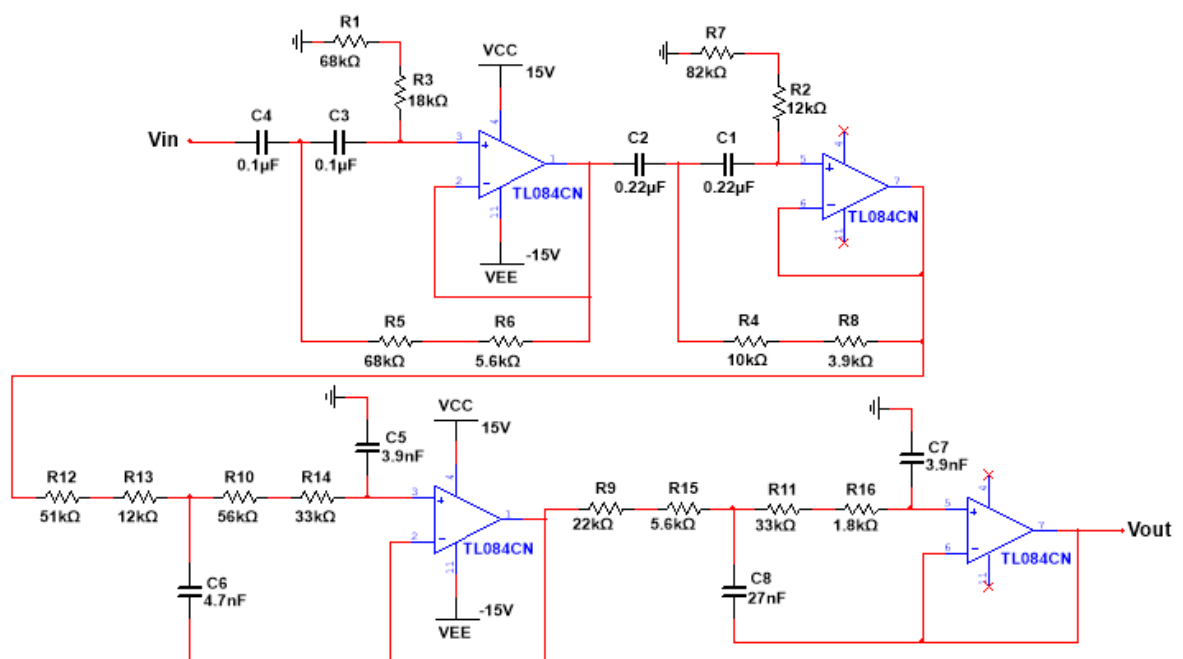 R1
68kΩ
R3
18kΩ
VCC
15V
C4
0.1µF
C3
0.1µF
Vin
3
2
4
11
1
TL084CN
-15V
VEE
R5
68kΩ
R6
5.6kΩ
R7
82kΩ
R2
12kΩ
C2
0.22µF
C1
0.22µF
5
6
4
11
7
TL084CN
R4
10kΩ
R8
3.9kΩ
R12
51kΩ
R13
12kΩ
R10
56kΩ
R14
33kΩ
C5
3.9nF
C6
4.7nF
VCC
15V
3
2
4
11
1
TL084CN
-15V
VEE
R9
22kΩ
R15
5.6kΩ
R11
33kΩ
R16
1.8kΩ
C7
3.9nF
C8
27nF
5
6
4
11
7
TL084CN
Vout